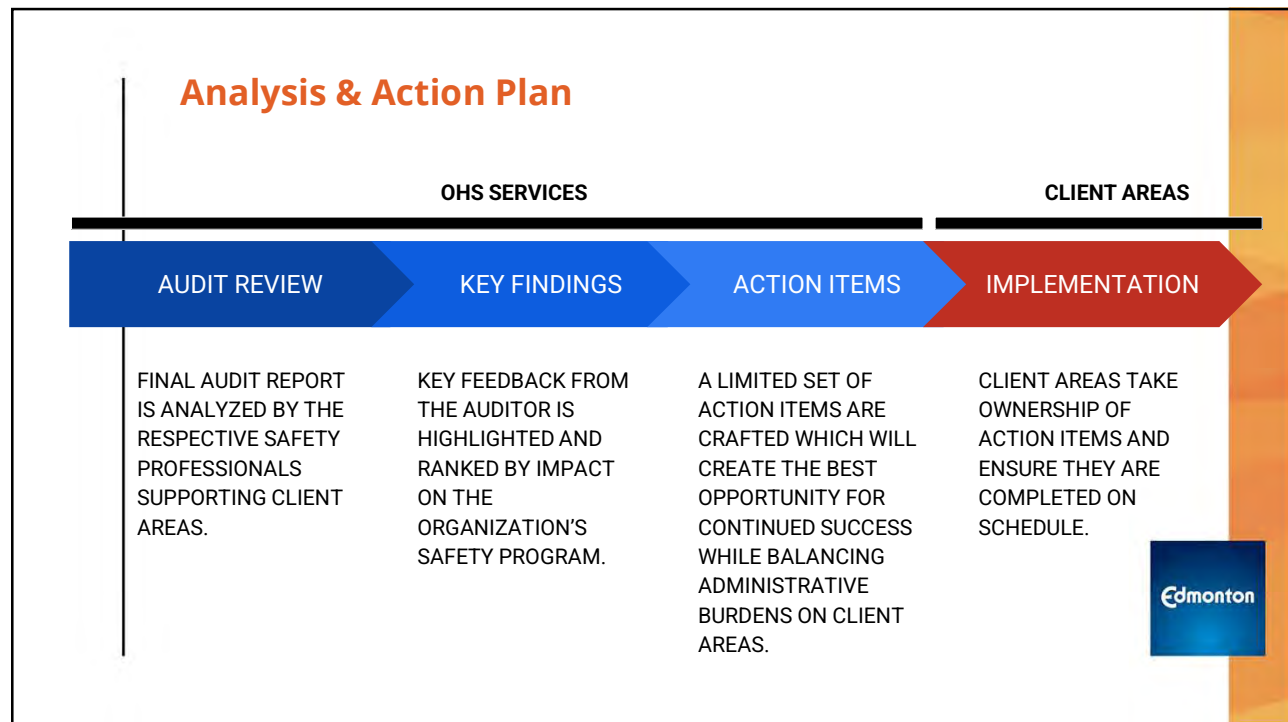 Analysis & Action Plan
OHS SERVICES
CLIENT AREAS
AUDIT REVIEW
KEY FINDINGS
ACTION ITEMS
IMPLEMENTATION
FINAL AUDIT REPORT
IS ANALYZED BY THE
RESPECTIVE SAFETY
PROFESSIONALS
SUPPORTING CLIENT
AREAS.
KEY FEEDBACK FROM
THE AUDITOR IS
HIGHLIGHTED AND
RANKED BY IMPACT
ON THE
ORGANIZATION’S
SAFETY PROGRAM.
A LIMITED SET OF
ACTION ITEMS ARE
CRAFTED WHICH WILL
CREATE THE BEST
OPPORTUNITY FOR
CONTINUED SUCCESS
WHILE BALANCING
ADMINISTRATIVE
BURDENS ON CLIENT
AREAS.
CLIENT AREAS TAKE
OWNERSHIP OF
ACTION ITEMS AND
ENSURE THEY ARE
COMPLETED ON
SCHEDULE.
Edmonton